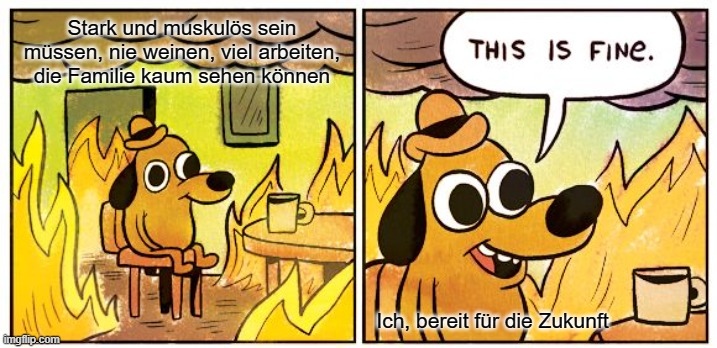 Stark und muskulös sein
müssen, nie weinen, viel arbeiten,
die Familie kaum sehen können
THIS IS FINE.
Ich, bereit für die Zukunft
imgflip.com